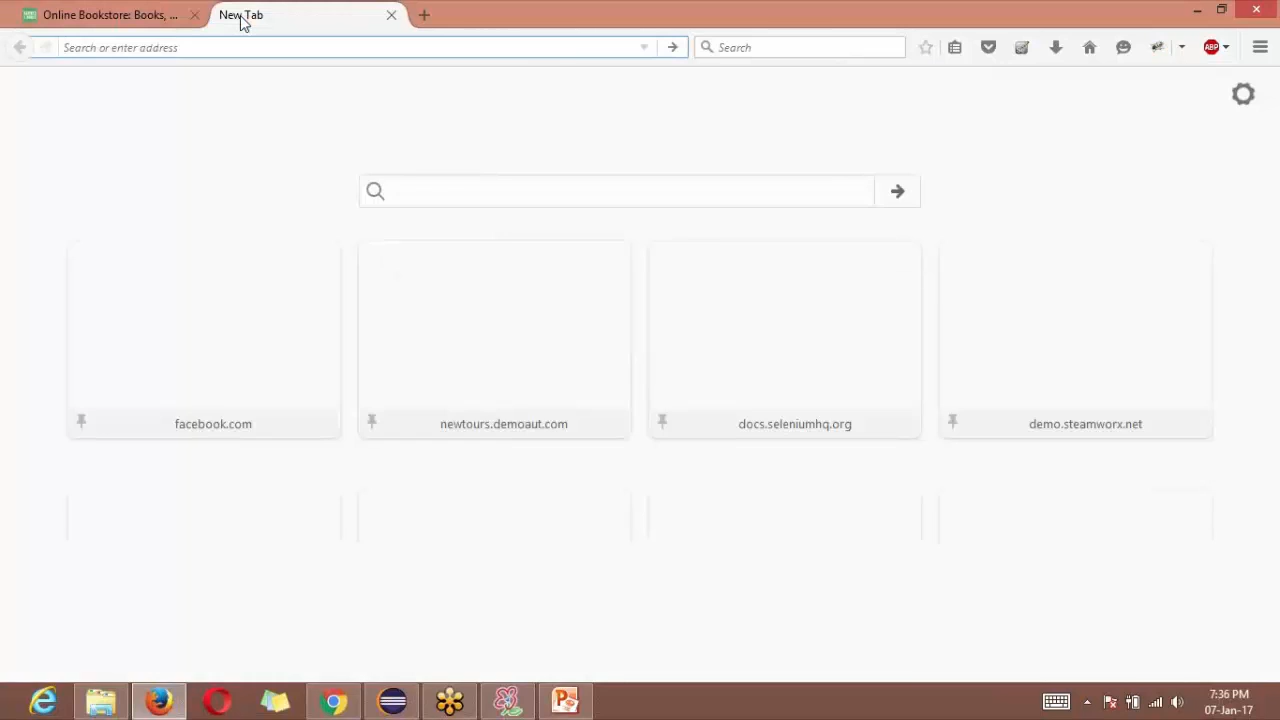 Online Bookstore: Books, ...
New Tab
Search or enter address
Search
ABP
facebook.com
newtours.demoaut.com
docs.seleniumhq.org
demo.steamworx.net
7:36 PM
07-Jan-17